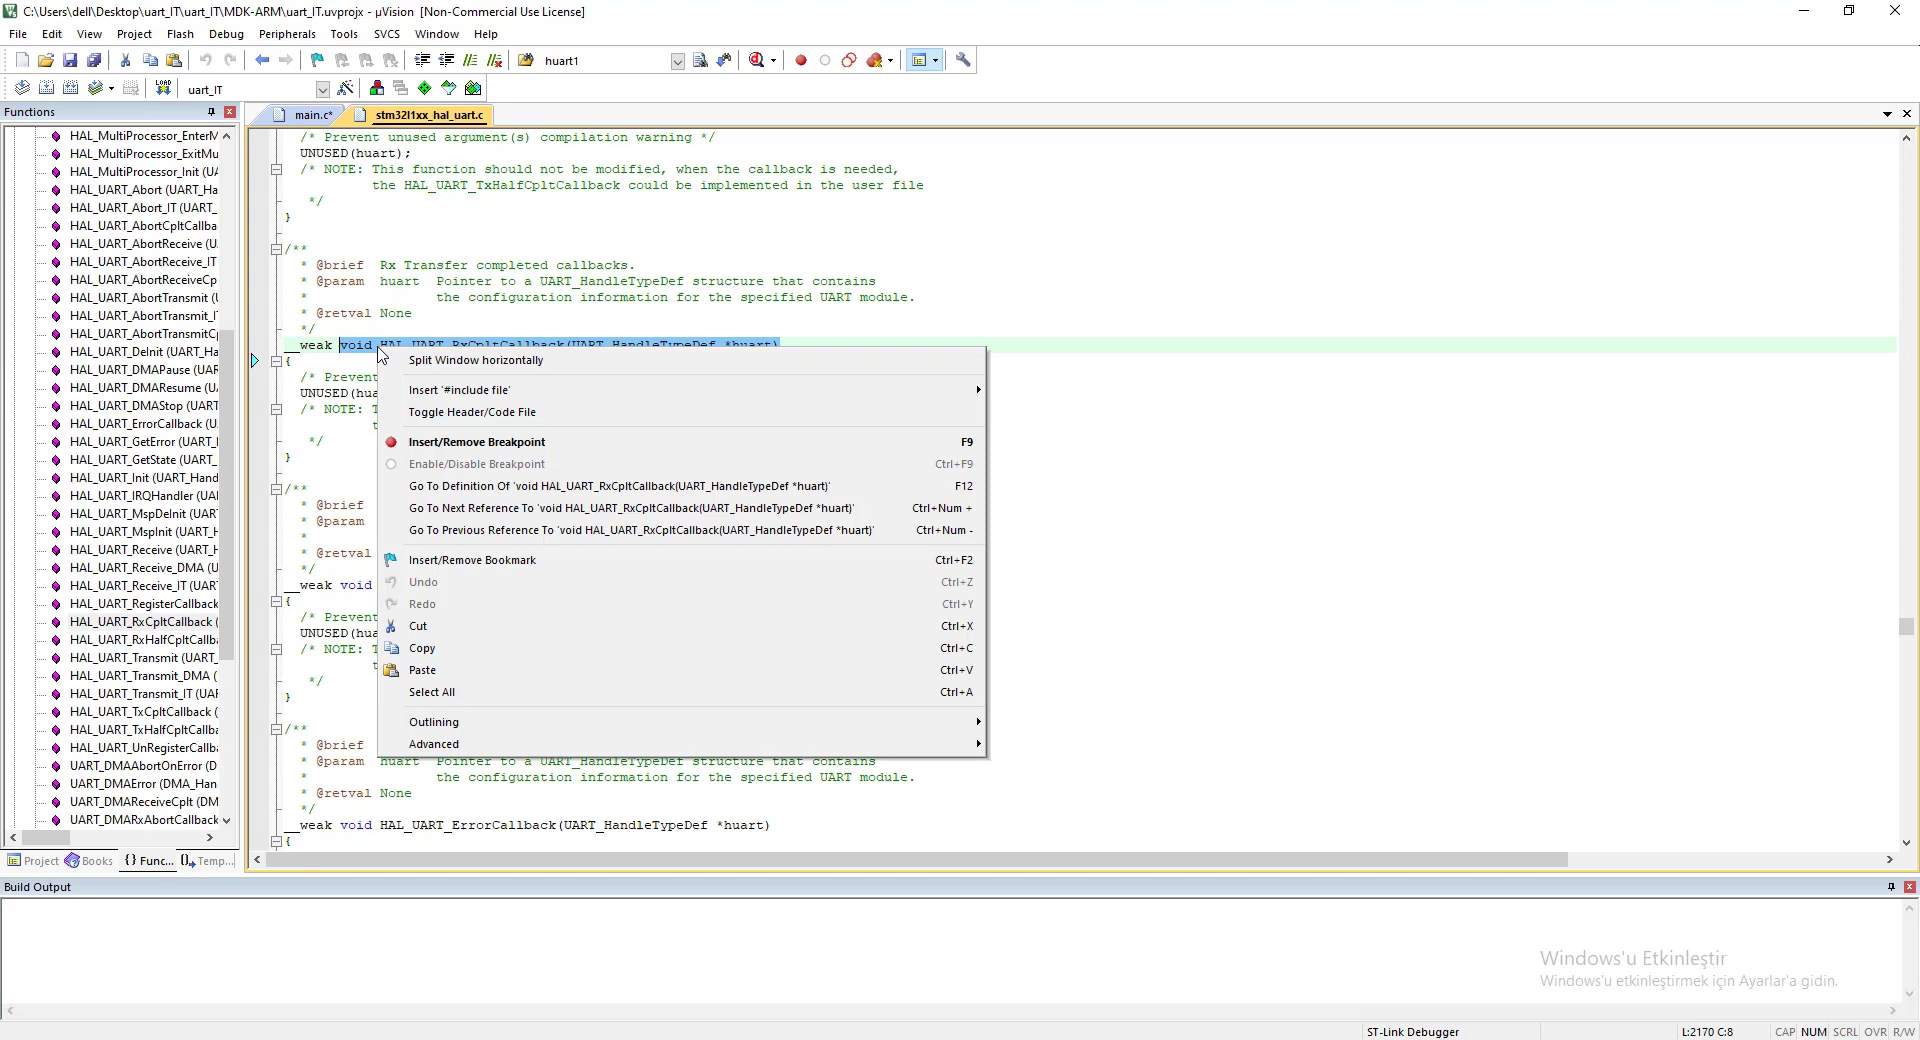 C:\Users\dell\Desktop\uart_IT\uart_IT\MDK-ARM\uart_IT.uvprojx - µVision [Non-Commercial Use License]
File Edit View Project Flash Debug Peripherals Tools SVCS Window Help
huart1
LOAD uart_IT
Functions
main.c* stm32l1xx_hal_uart.c
HAL_MultiProcessor_EnterM
HAL_MultiProcessor_ExitMu
HAL_MultiProcessor_Init (UA
HAL_UART_Abort (UART_Ha
HAL_UART_Abort_IT (UART_
HAL_UART_AbortCpltCallba
HAL_UART_AbortReceive (U
HAL_UART_AbortReceive_IT
HAL_UART_AbortReceiveCp
HAL_UART_AbortTransmit (U
HAL_UART_AbortTransmit_I
HAL_UART_AbortTransmitC
HAL_UART_DeInit (UART_Ha
HAL_UART_DMAPause (UAR
HAL_UART_DMAResume (UAR
HAL_UART_DMAStop (UART
HAL_UART_ErrorCallback (U
HAL_UART_GetError (UART_
HAL_UART_GetState (UART_
HAL_UART_Init (UART_Hand
HAL_UART_IRQHandler (UAR
HAL_UART_MspDeInit (UART
HAL_UART_MspInit (UART_H
HAL_UART_Receive (UART_H
HAL_UART_Receive_DMA (U
HAL_UART_Receive_IT (UAR
HAL_UART_RegisterCallback
HAL_UART_RxCpltCallback (
HAL_UART_RxHalfCpltCallba
HAL_UART_Transmit (UART_
HAL_UART_Transmit_DMA (
HAL_UART_Transmit_IT (UAR
HAL_UART_TxCpltCallback (
HAL_UART_TxHalfCpltCallba
HAL_UART_UnRegisterCallba
UART_DMAAbortOnError (D
UART_DMAError (DMA_Han
UART_DMAReceiveCplt (DM
UART_DMARxAbortCallback
Project Books {} Func... Temp...
/* Prevent unused argument(s) compilation warning */
UNUSED(huart);
/* NOTE: This function should not be modified, when the callback is needed,
the HAL_UART_TxHalfCpltCallback could be implemented in the user file
*/
}
/**
* @brief Rx Transfer completed callbacks.
* @param huart Pointer to a UART_HandleTypeDef structure that contains
* the configuration information for the specified UART module.
* @retval None
*/
__weak void HAL_UART_RxCpltCallback(UART_HandleTypeDef *huart)
{
/* Prevent
UNUSED(hua
/* NOTE: T
t
*/
}
/**
* @brief
* @param
*
* @retval
*/
__weak void
{
/* Prevent
UNUSED(hua
/* NOTE: T
t
*/
}
/**
* @brief
* @param huart Pointer to a UART_HandleTypeDef structure that contains
* the configuration information for the specified UART module.
* @retval None
*/
__weak void HAL_UART_ErrorCallback(UART_HandleTypeDef *huart)
{
Split Window horizontally
Insert '#include file'
Toggle Header/Code File
Insert/Remove Breakpoint F9
Enable/Disable Breakpoint Ctrl+F9
Go To Definition Of 'void HAL_UART_RxCpltCallback(UART_HandleTypeDef *huart)' F12
Go To Next Reference To 'void HAL_UART_RxCpltCallback(UART_HandleTypeDef *huart)' Ctrl+Num +
Go To Previous Reference To 'void HAL_UART_RxCpltCallback(UART_HandleTypeDef *huart)' Ctrl+Num -
Insert/Remove Bookmark Ctrl+F2
Undo Ctrl+Z
Redo Ctrl+Y
Cut Ctrl+X
Copy Ctrl+C
Paste Ctrl+V
Select All Ctrl+A
Outlining
Advanced
Build Output
Windows'u Etkinleştir
Windows'u etkinleştirmek için Ayarlar'a gidin.
ST-Link Debugger L:2170 C:8 CAP NUM SCRL OVR R/W